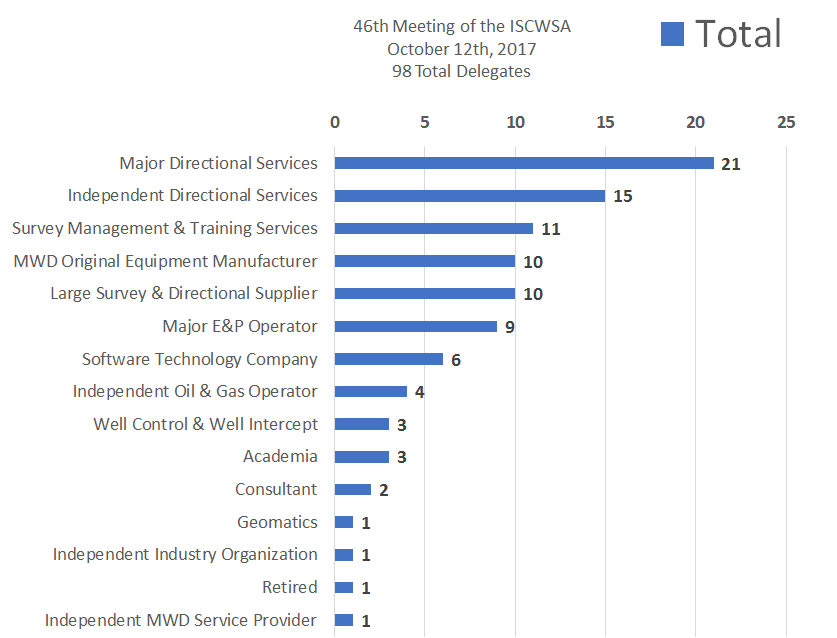 46th Meeting of the ISCWSA
October 12th, 2017
98 Total Delegates
Total
0 5 10 15 20 25
Major Directional Services 21
Independent Directional Services 15
Survey Management & Training Services 11
MWD Original Equipment Manufacturer 10
Large Survey & Directional Supplier 10
Major E&P Operator 9
Software Technology Company 6
Independent Oil & Gas Operator 4
Well Control & Well Intercept 3
Academia 3
Consultant 2
Geomatics 1
Independent Industry Organization 1
Retired 1
Independent MWD Service Provider 1